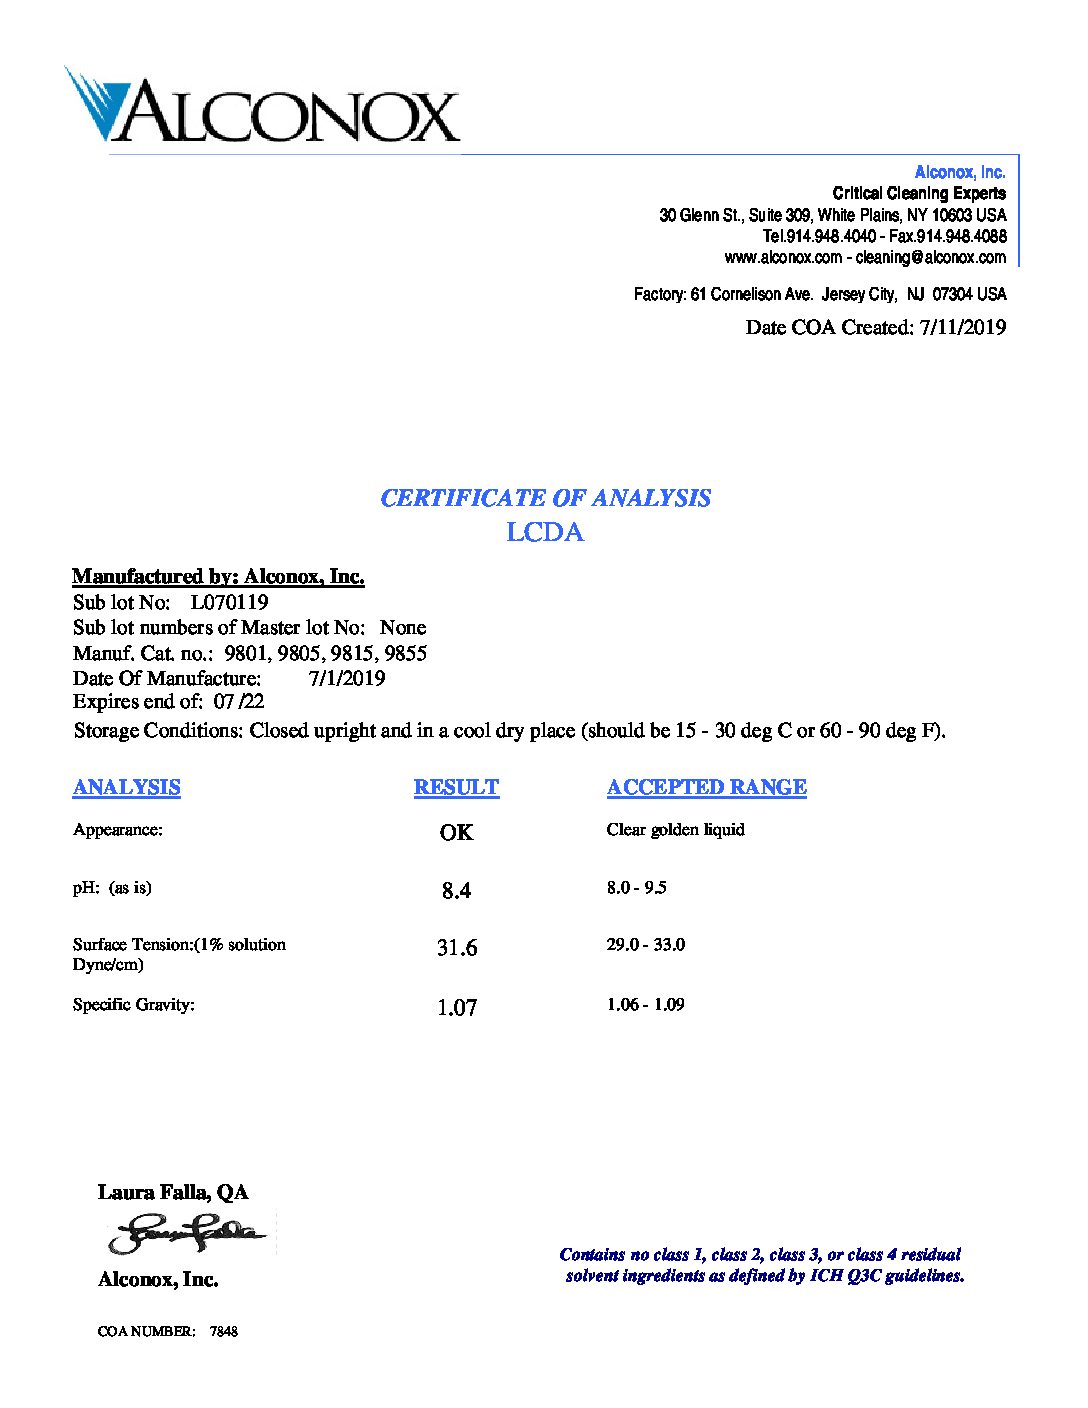 ALCONOX
Alconox, Inc.
Critical Cleaning Experts
30 Glenn St., Suite 309, White Plains, NY 10603 USA
Tel.914.948.4040 - Fax.914.948.4088
www.alconox.com - cleaning@alconox.com
Factory: 61 Cornelison Ave. Jersey City, NJ 07304 USA
Date COA Created: 7/11/2019
CERTIFICATE OF ANALYSIS
LCDA
Manufactured by: Alconox, Inc.
Sub lot No: L070119
Sub lot numbers of Master lot No: None
Manuf. Cat. no.: 9801, 9805, 9815, 9855
Date Of Manufacture: 7/1/2019
Expires end of: 07 /22
Storage Conditions: Closed upright and in a cool dry place (should be 15 - 30 deg C or 60 - 90 deg F).
ANALYSIS RESULT ACCEPTED RANGE
Appearance: OK Clear golden liquid
pH: (as is) 8.4 8.0 - 9.5
Surface Tension:(1% solution 31.6 29.0 - 33.0
Dyne/cm)
Specific Gravity: 1.07 1.06 - 1.09
Laura Falla, QA
Laura Falla
Alconox, Inc.
Contains no class 1, class 2, class 3, or class 4 residual
solvent ingredients as defined by ICH Q3C guidelines.
COA NUMBER: 7848